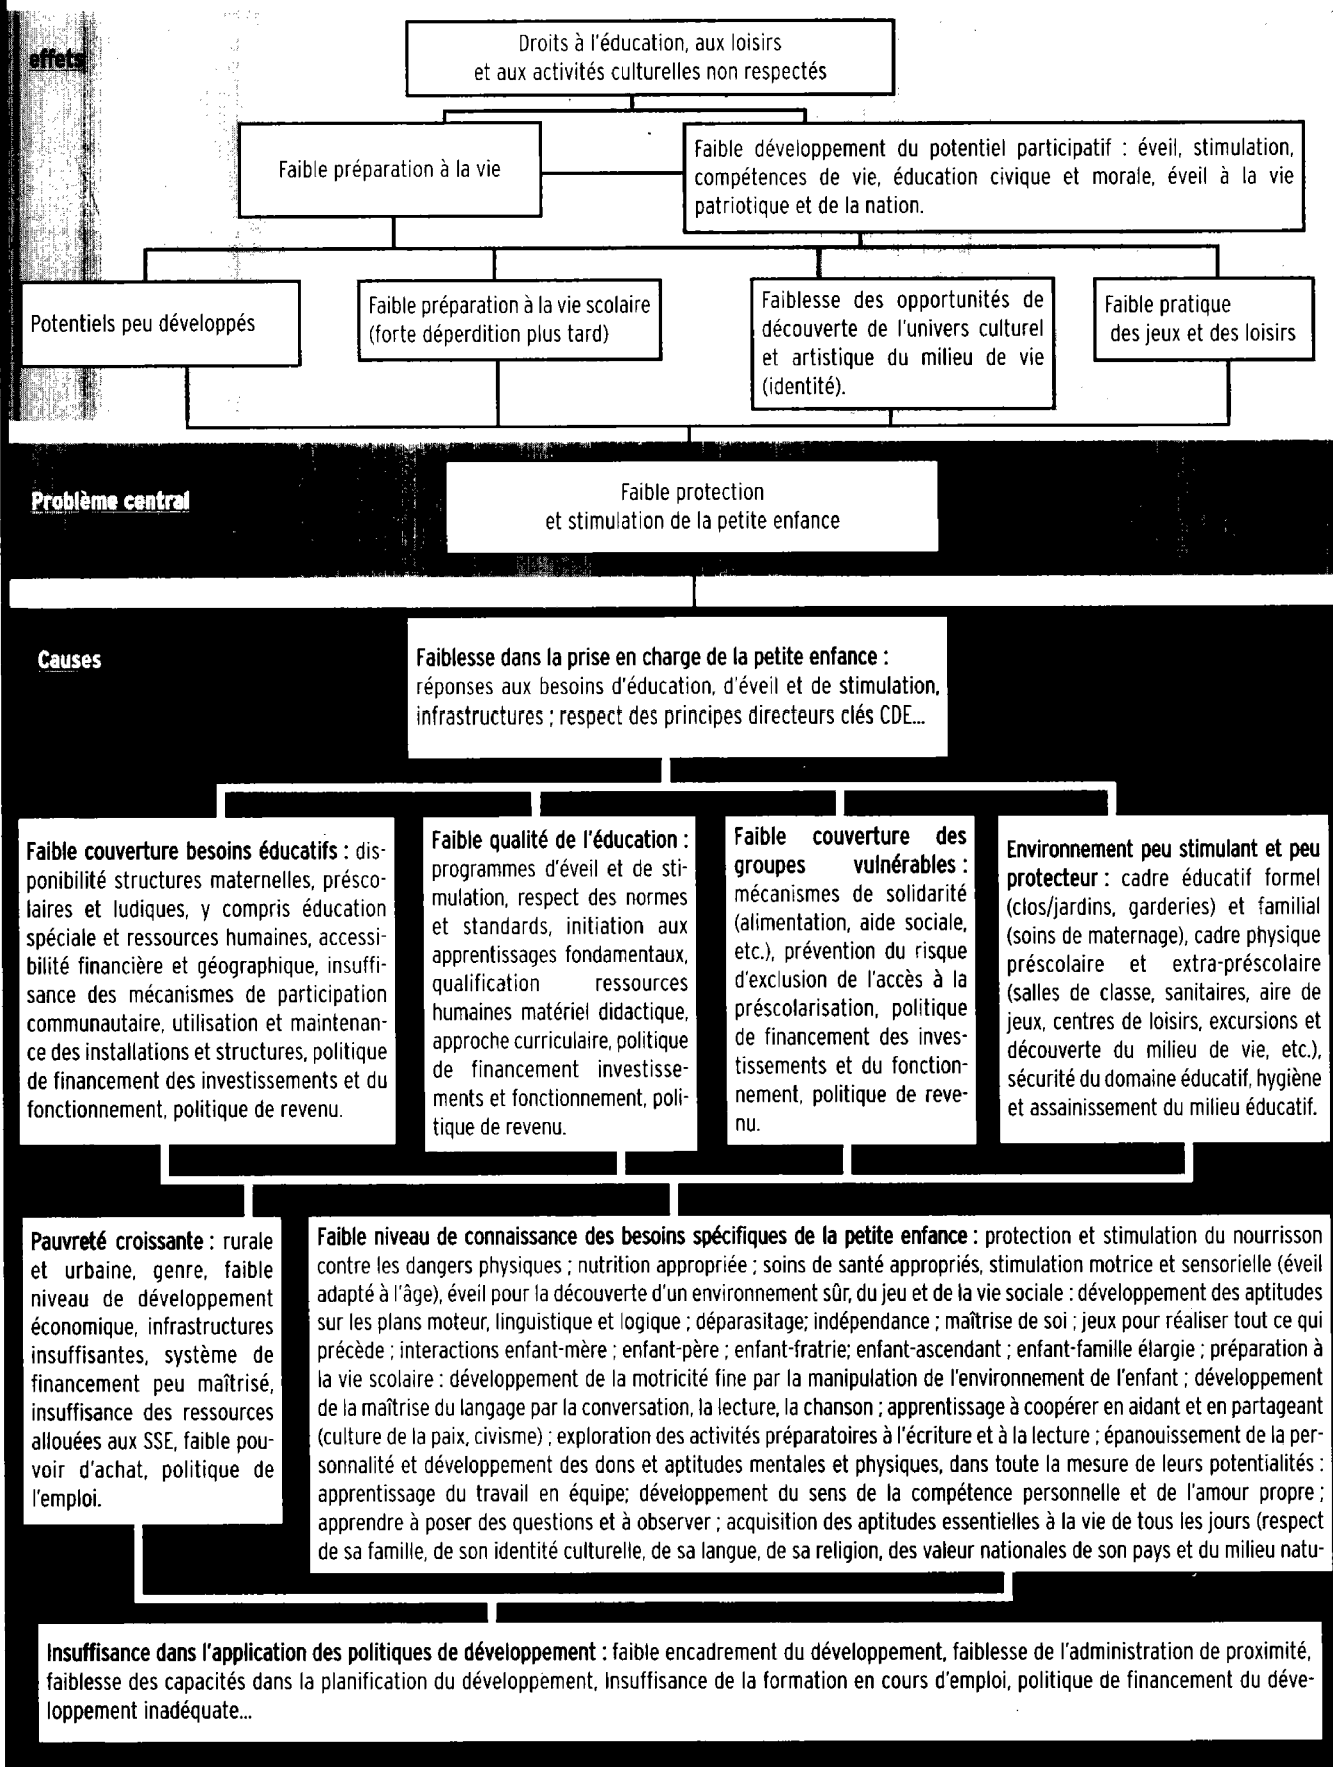 effets
Droits à l'éducation, aux loisirs
et aux activités culturelles non respectés
Faible préparation à la vie
Faible développement du potentiel participatif : éveil, stimulation,
compétences de vie, éducation civique et morale, éveil à la vie
patriotique et de la nation.
Potentiels peu développés
Faible préparation à la vie scolaire
(forte déperdition plus tard)
Faiblesse des opportunités de
découverte de l'univers culturel
et artistique du milieu de vie
(identité).
Faible pratique
des jeux et des loisirs
Problème central
Faible protection
et stimulation de la petite enfance
Causes
Faiblesse dans la prise en charge de la petite enfance :
réponses aux besoins d'éducation, d'éveil et de stimulation,
infrastructures ; respect des principes directeurs clés CDE...
Faible couverture besoins éducatifs : dis-
ponibilité structures maternelles, présco-
laires et ludiques, y compris éducation
spéciale et ressources humaines, accessi-
bilité financière et géographique, insuffi-
sance des mécanismes de participation
communautaire, utilisation et maintenan-
ce des installations et structures, politique
de financement des investissements et du
fonctionnement, politique de revenu.
Faible qualité de l'éducation :
programmes d'éveil et de sti-
mulation, respect des normes
et standards, initiation aux
apprentissages fondamentaux,
qualification ressources
humaines matériel didactique,
approche curriculaire, politique
de financement investisse-
ments et fonctionnement, poli-
tique de revenu.
Faible couverture des
groupes vulnérables :
mécanismes de solidarité
(alimentation, aide sociale,
etc.), prévention du risque
d'exclusion de l'accès à la
préscolarisation, politique
de financement des inves-
tissements et du fonction-
nement, politique de reve-
nu.
Environnement peu stimulant et peu
protecteur : cadre éducatif formel
(clos/jardins, garderies) et familial
(soins de maternage), cadre physique
préscolaire et extra-préscolaire
(salles de classe, sanitaires, aire de
jeux, centres de loisirs, excursions et
découverte du milieu de vie, etc.),
sécurité du domaine éducatif, hygiène
et assainissement du milieu éducatif.
Pauvreté croissante : rurale
et urbaine, genre, faible
niveau de développement
économique, infrastructures
insuffisantes, système de
financement peu maîtrisé,
insuffisance des ressources
allouées aux SSE, faible pou-
voir d'achat, politique de
l'emploi.
Faible niveau de connaissance des besoins spécifiques de la petite enfance : protection et stimulation du nourrisson
contre les dangers physiques ; nutrition appropriée ; soins de santé appropriés, stimulation motrice et sensorielle (éveil
adapté à l'âge), éveil pour la découverte d'un environnement sûr, du jeu et de la vie sociale : développement des aptitudes
sur les plans moteur, linguistique et logique ; déparasitage; indépendance ; maîtrise de soi ; jeux pour réaliser tout ce qui
précède ; interactions enfant-mère ; enfant-père ; enfant-fratrie; enfant-ascendant ; enfant-famille élargie ; préparation à
la vie scolaire : développement de la motricité fine par la manipulation de l'environnement de l'enfant ; développement
de la maîtrise du langage par la conversation, la lecture, la chanson ; apprentissage à coopérer en aidant et en partageant
(culture de la paix, civisme) ; exploration des activités préparatoires à l'écriture et à la lecture ; épanouissement de la per-
sonnalité et développement des dons et aptitudes mentales et physiques, dans toute la mesure de leurs potentialités :
apprentissage du travail en équipe; développement du sens de la compétence personnelle et de l'amour propre ;
apprendre à poser des questions et à observer ; acquisition des aptitudes essentielles à la vie de tous les jours (respect
de sa famille, de son identité culturelle, de sa langue, de sa religion, des valeur nationales de son pays et du milieu natu-
Insuffisance dans l'application des politiques de développement : faible encadrement du développement, faiblesse de l'administration de proximité,
faiblesse des capacités dans la planification du développement, Insuffisance de la formation en cours d'emploi, politique de financement du déve-
loppement inadéquate...